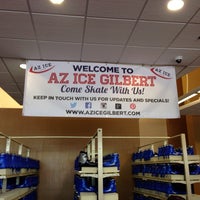 AZ ICE
WELCOME TO
AZ ICE
AZ ICE GILBERT
Come Skate With Us!
KEEP IN TOUCH WITH US FOR UPDATES AND SPECIALS!
WWW.AZICEGILBERT.COM